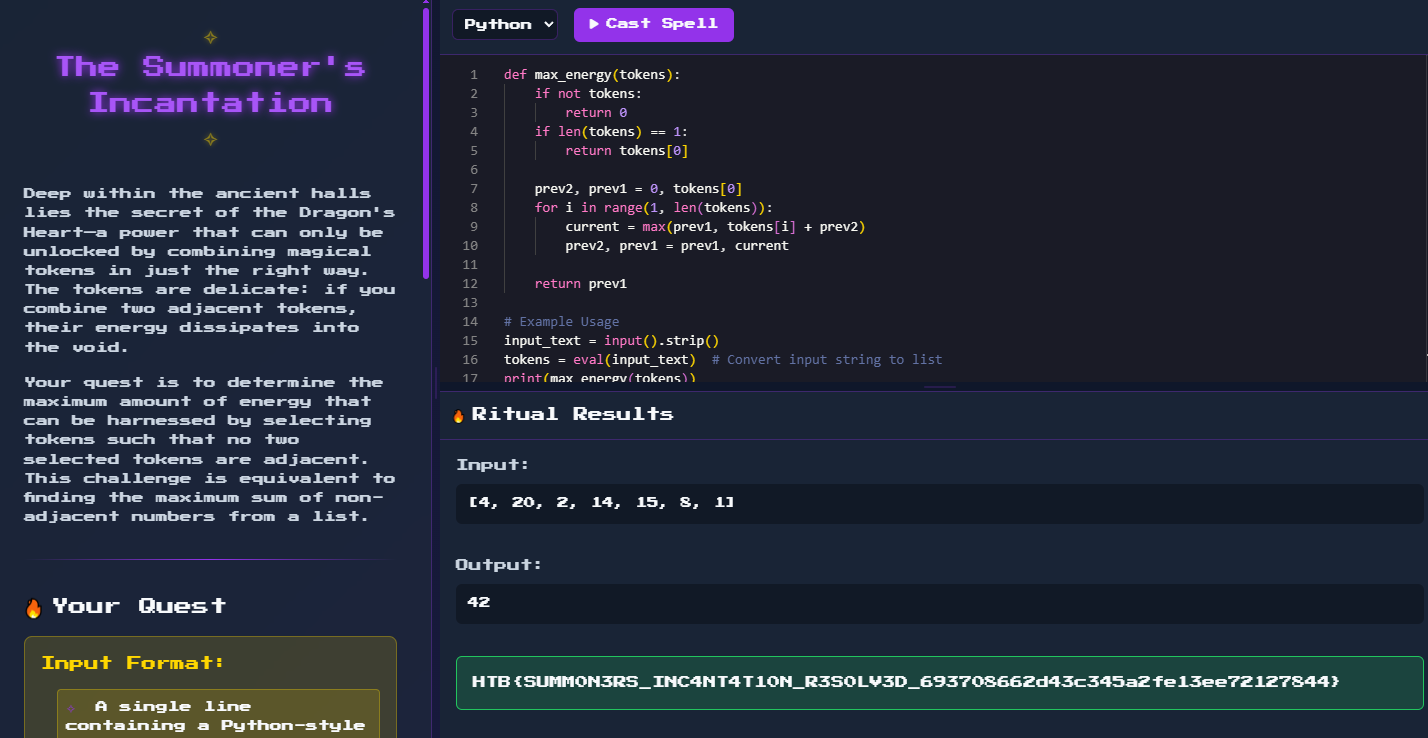 The Summoner's
Incantation
Deep within the ancient halls
lies the secret of the Dragon's
Heart—a power that can only be
unlocked by combining magical
tokens in just the right way.
The tokens are delicate: if you
combine two adjacent tokens,
their energy dissipates into
the void.
Your quest is to determine the
maximum amount of energy that
can be harnessed by selecting
tokens such that no two
selected tokens are adjacent.
This challenge is equivalent to
finding the maximum sum of non-
adjacent numbers from a list.
Your Quest
Input Format:
A single line
containing a Python-style
Python
Cast Spell
1 def max_energy(tokens):
2 if not tokens:
3 return 0
4 if len(tokens) == 1:
5 return tokens[0]
6
7 prev2, prev1 = 0, tokens[0]
8 for i in range(1, len(tokens)):
9 current = max(prev1, tokens[i] + prev2)
10 prev2, prev1 = prev1, current
11
12 return prev1
13
14 # Example Usage
15 input_text = input().strip()
16 tokens = eval(input_text)  # Convert input string to list
17 print(max_energy(tokens))
Ritual Results
Input:
[4, 20, 2, 14, 15, 8, 1]
Output:
42
HTB{SUMM0N3RS_INC4NT4T10N_R3S0LV3D_693708662d43c345a2fe13ee72127844}